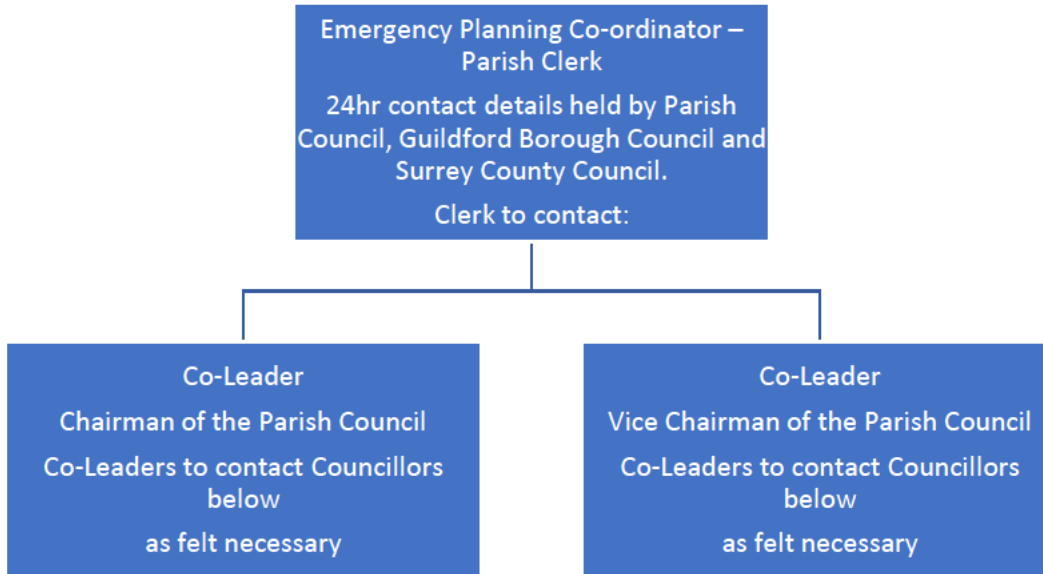 Emergency Planning Co-ordinator –
Parish Clerk
24hr contact details held by Parish
Council, Guildford Borough Council and
Surrey County Council.
Clerk to contact:
Co-Leader
Chairman of the Parish Council
Co-Leaders to contact Councillors
below
as felt necessary
Co-Leader
Vice Chairman of the Parish Council
Co-Leaders to contact Councillors
below
as felt necessary